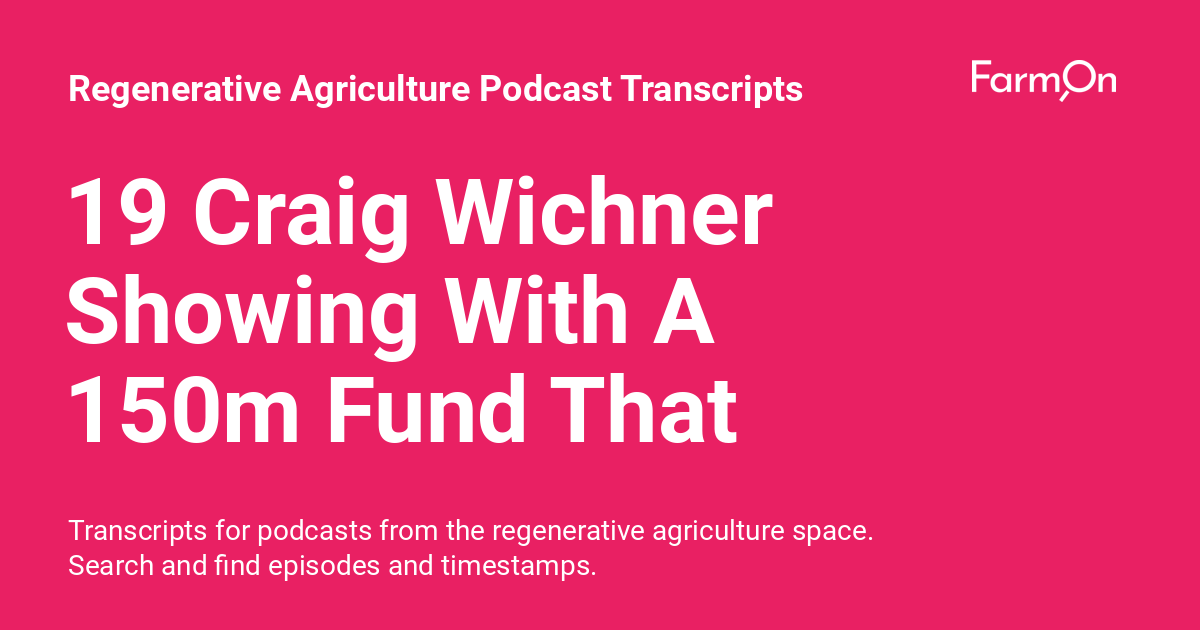 Regenerative Agriculture Podcast Transcripts
FarmOn
19 Craig Wichner
Showing With A
150m Fund That
Transcripts for podcasts from the regenerative agriculture space.
Search and find episodes and timestamps.